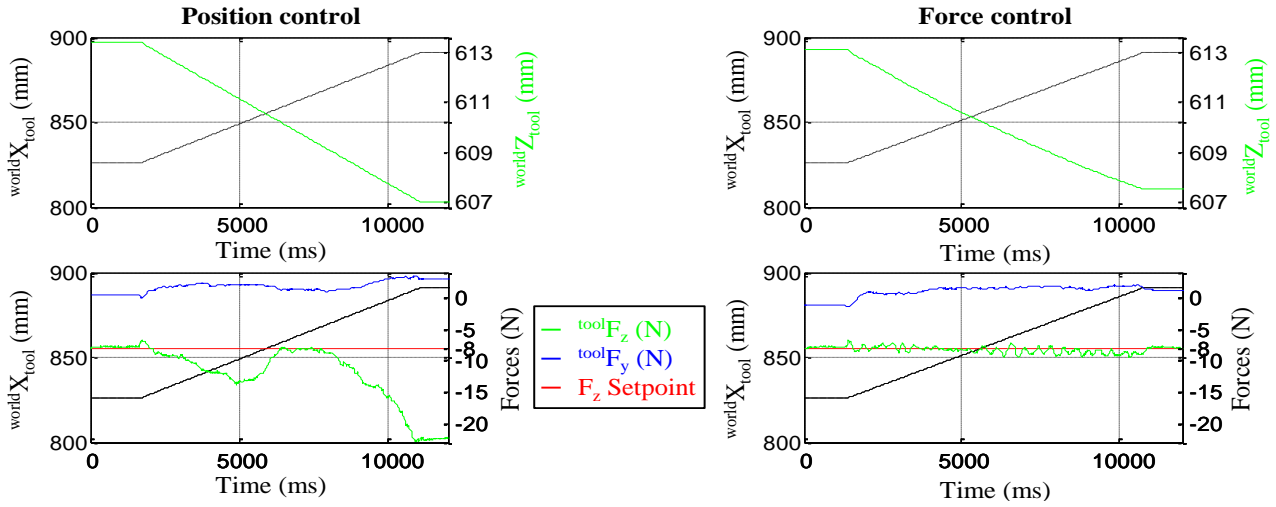 Position control
Force control
900
850
800
worldXtool (mm)
613
611
609
607
worldZtool (mm)
0
5000
10000
Time (ms)
900
850
800
worldXtool (mm)
613
611
609
607
worldZtool (mm)
0
5000
10000
Time (ms)
900
850
800
worldXtool (mm)
0
-5
-8
-10
-15
-20
Forces (N)
0
5000
10000
Time (ms)
toolFz (N)
toolFy (N)
Fz Setpoint
900
850
800
worldXtool (mm)
0
-5
-8
-10
-15
-20
Forces (N)
0
5000
10000
Time (ms)